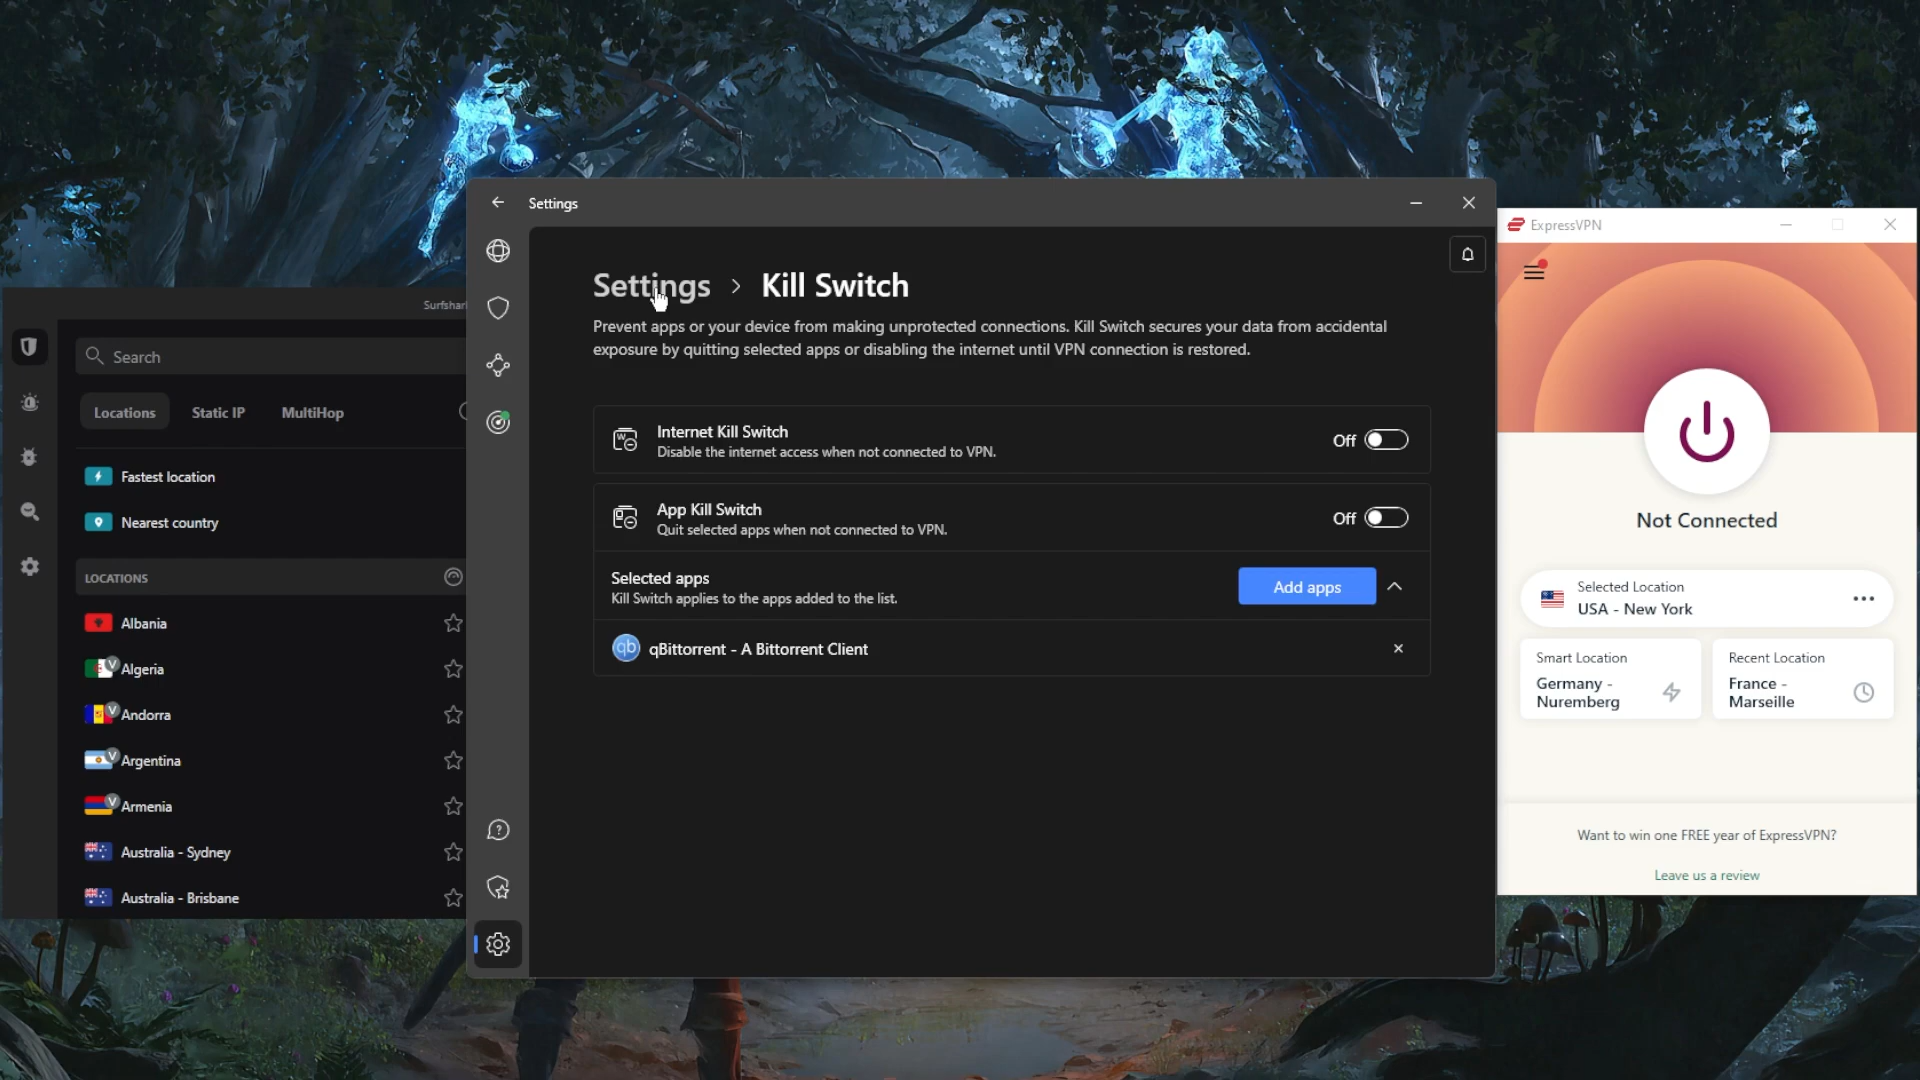 Surfshar
Search
Locations
Static IP
MultiHop
Fastest location
Nearest country
LOCATIONS
Albania
V
Algeria
V
Andorra
V
Argentina
V
Armenia
Australia - Sydney
Australia - Brisbane
Settings
Settings > Kill Switch
Prevent apps or your device from making unprotected connections. Kill Switch secures your data from accidental
exposure by quitting selected apps or disabling the internet until VPN connection is restored.
W
Internet Kill Switch
Disable the internet access when not connected to VPN.
Off
App Kill Switch
Quit selected apps when not connected to VPN.
Off
Selected apps
Kill Switch applies to the apps added to the list.
Add apps
qb
qBittorrent - A Bittorrent Client
ExpressVPN
Not Connected
Selected Location
USA - New York
Smart Location
Germany -
Nuremberg
Recent Location
France -
Marseille
Want to win one FREE year of ExpressVPN?
Leave us a review